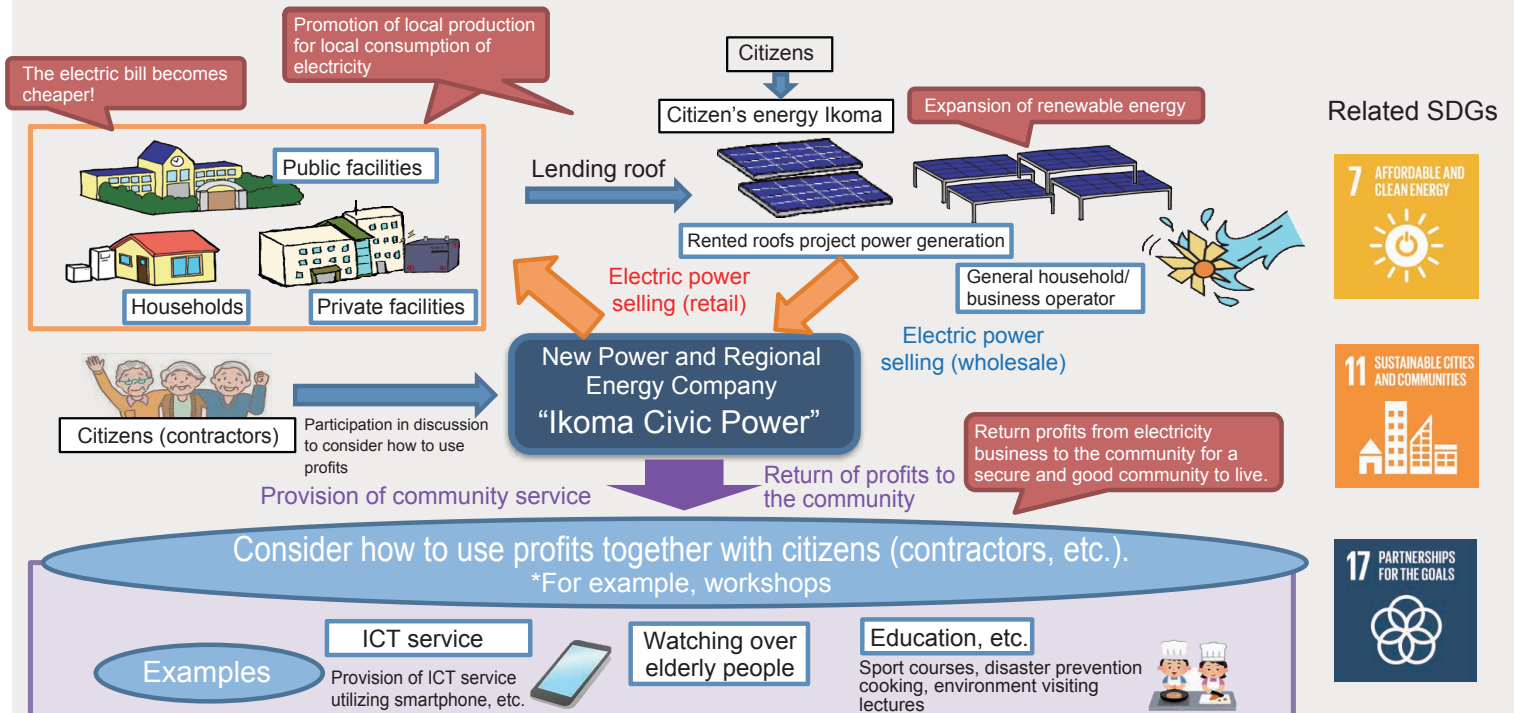 Promotion of local production
for local consumption of
electricity
The electric bill becomes
cheaper!
Citizens
Citizen's energy Ikoma
Expansion of renewable energy
Related SDGs
Public facilities
Households
Private facilities
Lending roof
Rented roofs project power generation
General household/
business operator
Electric power
selling (retail)
Electric power
selling (wholesale)
New Power and Regional
Energy Company
“Ikoma Civic Power”
Citizens (contractors)
Participation in discussion
to consider how to use
profits
Provision of community service
Return of profits to
the community
Return profits from electricity
business to the community for a
secure and good community to live.
Consider how to use profits together with citizens (contractors, etc.).
*For example, workshops
Examples
ICT service
Provision of ICT service
utilizing smartphone, etc.
Watching over
elderly people
Education, etc.
Sport courses, disaster prevention
cooking, environment visiting
lectures
7 AFFORDABLE AND
CLEAN ENERGY
11 SUSTAINABLE CITIES
AND COMMUNITIES
17 PARTNERSHIPS
FOR THE GOALS